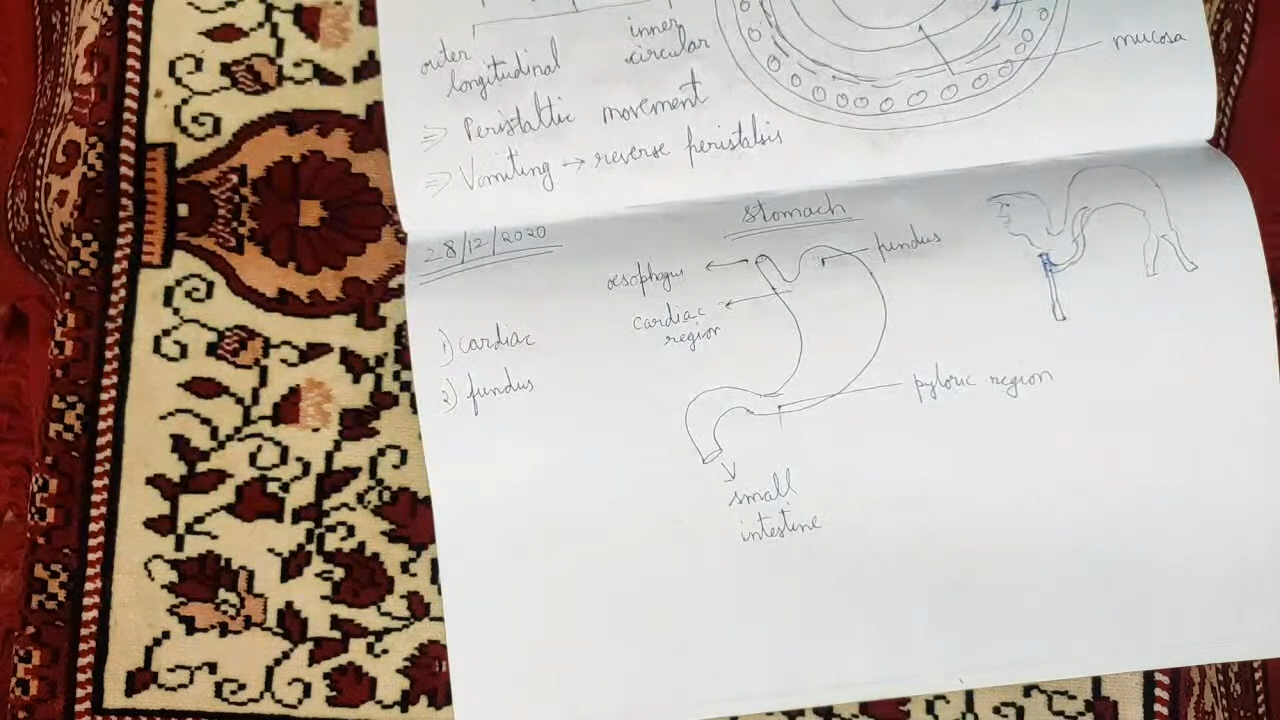 outer
longitudinal
inner
circular
mucosa
⇒ Peristaltic movement
⇒ Vomiting → reverse peristalsis
28/12/2020
Stomach
oesophagus
fundus
cardiac
region
1) cardiac
2) fundus
pyloric region
small
intestine